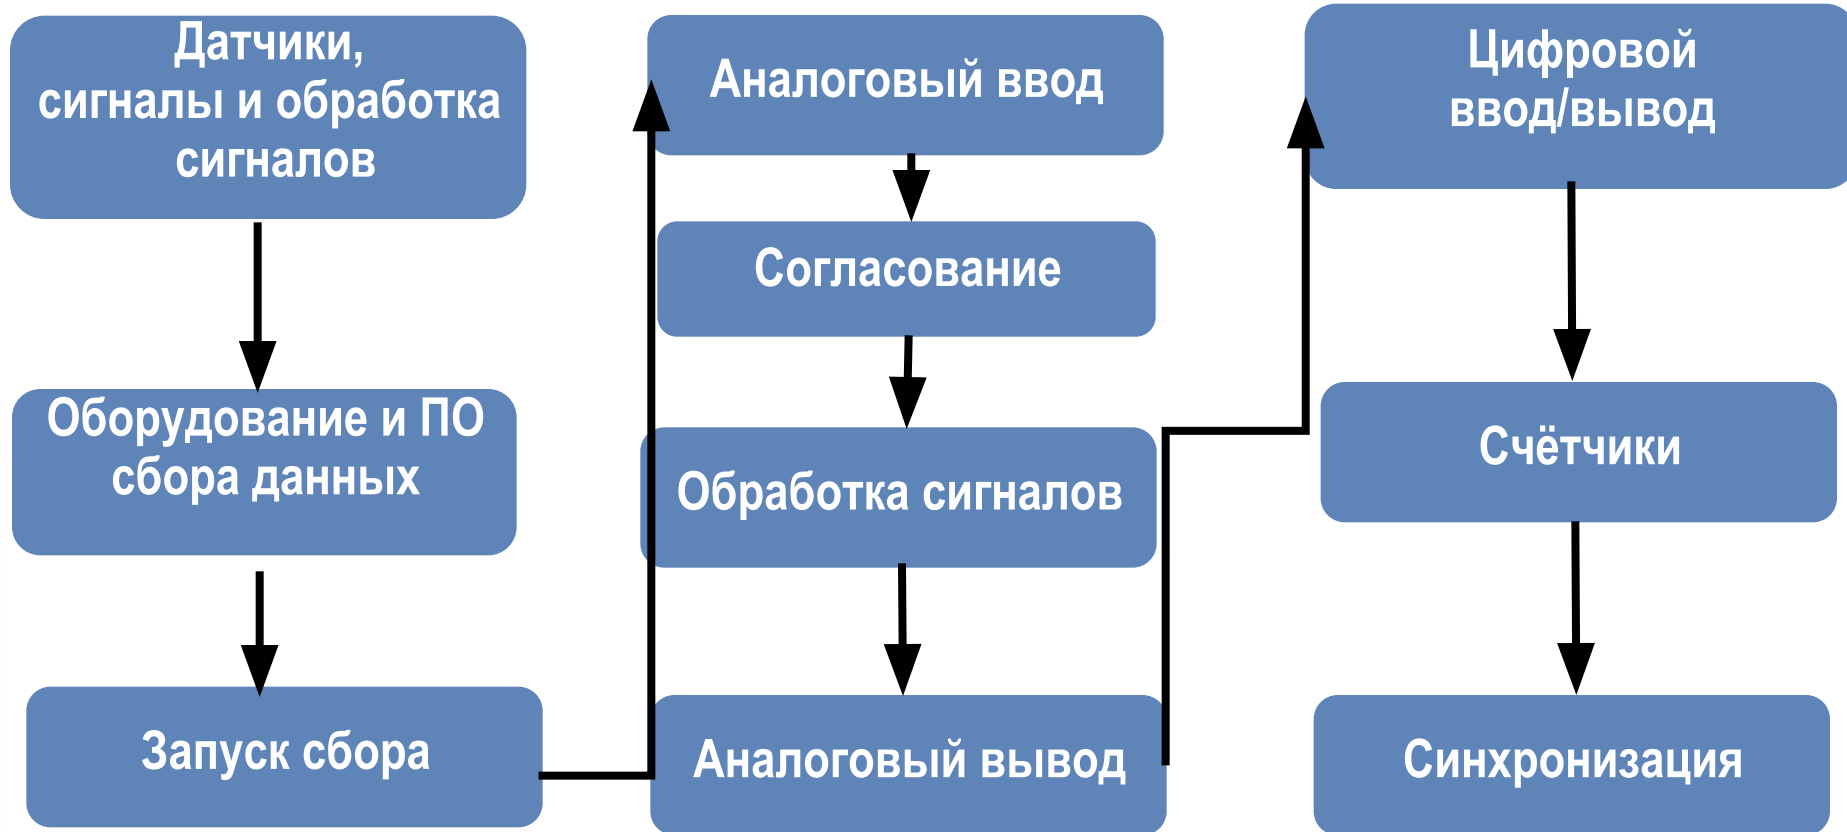 Датчики,
сигналы и обработка
сигналов
Оборудование и ПО
сбора данных
Запуск сбора
Аналоговый ввод
Согласование
Обработка сигналов
Аналоговый вывод
Цифровой
ввод/вывод
Счётчики
Синхронизация